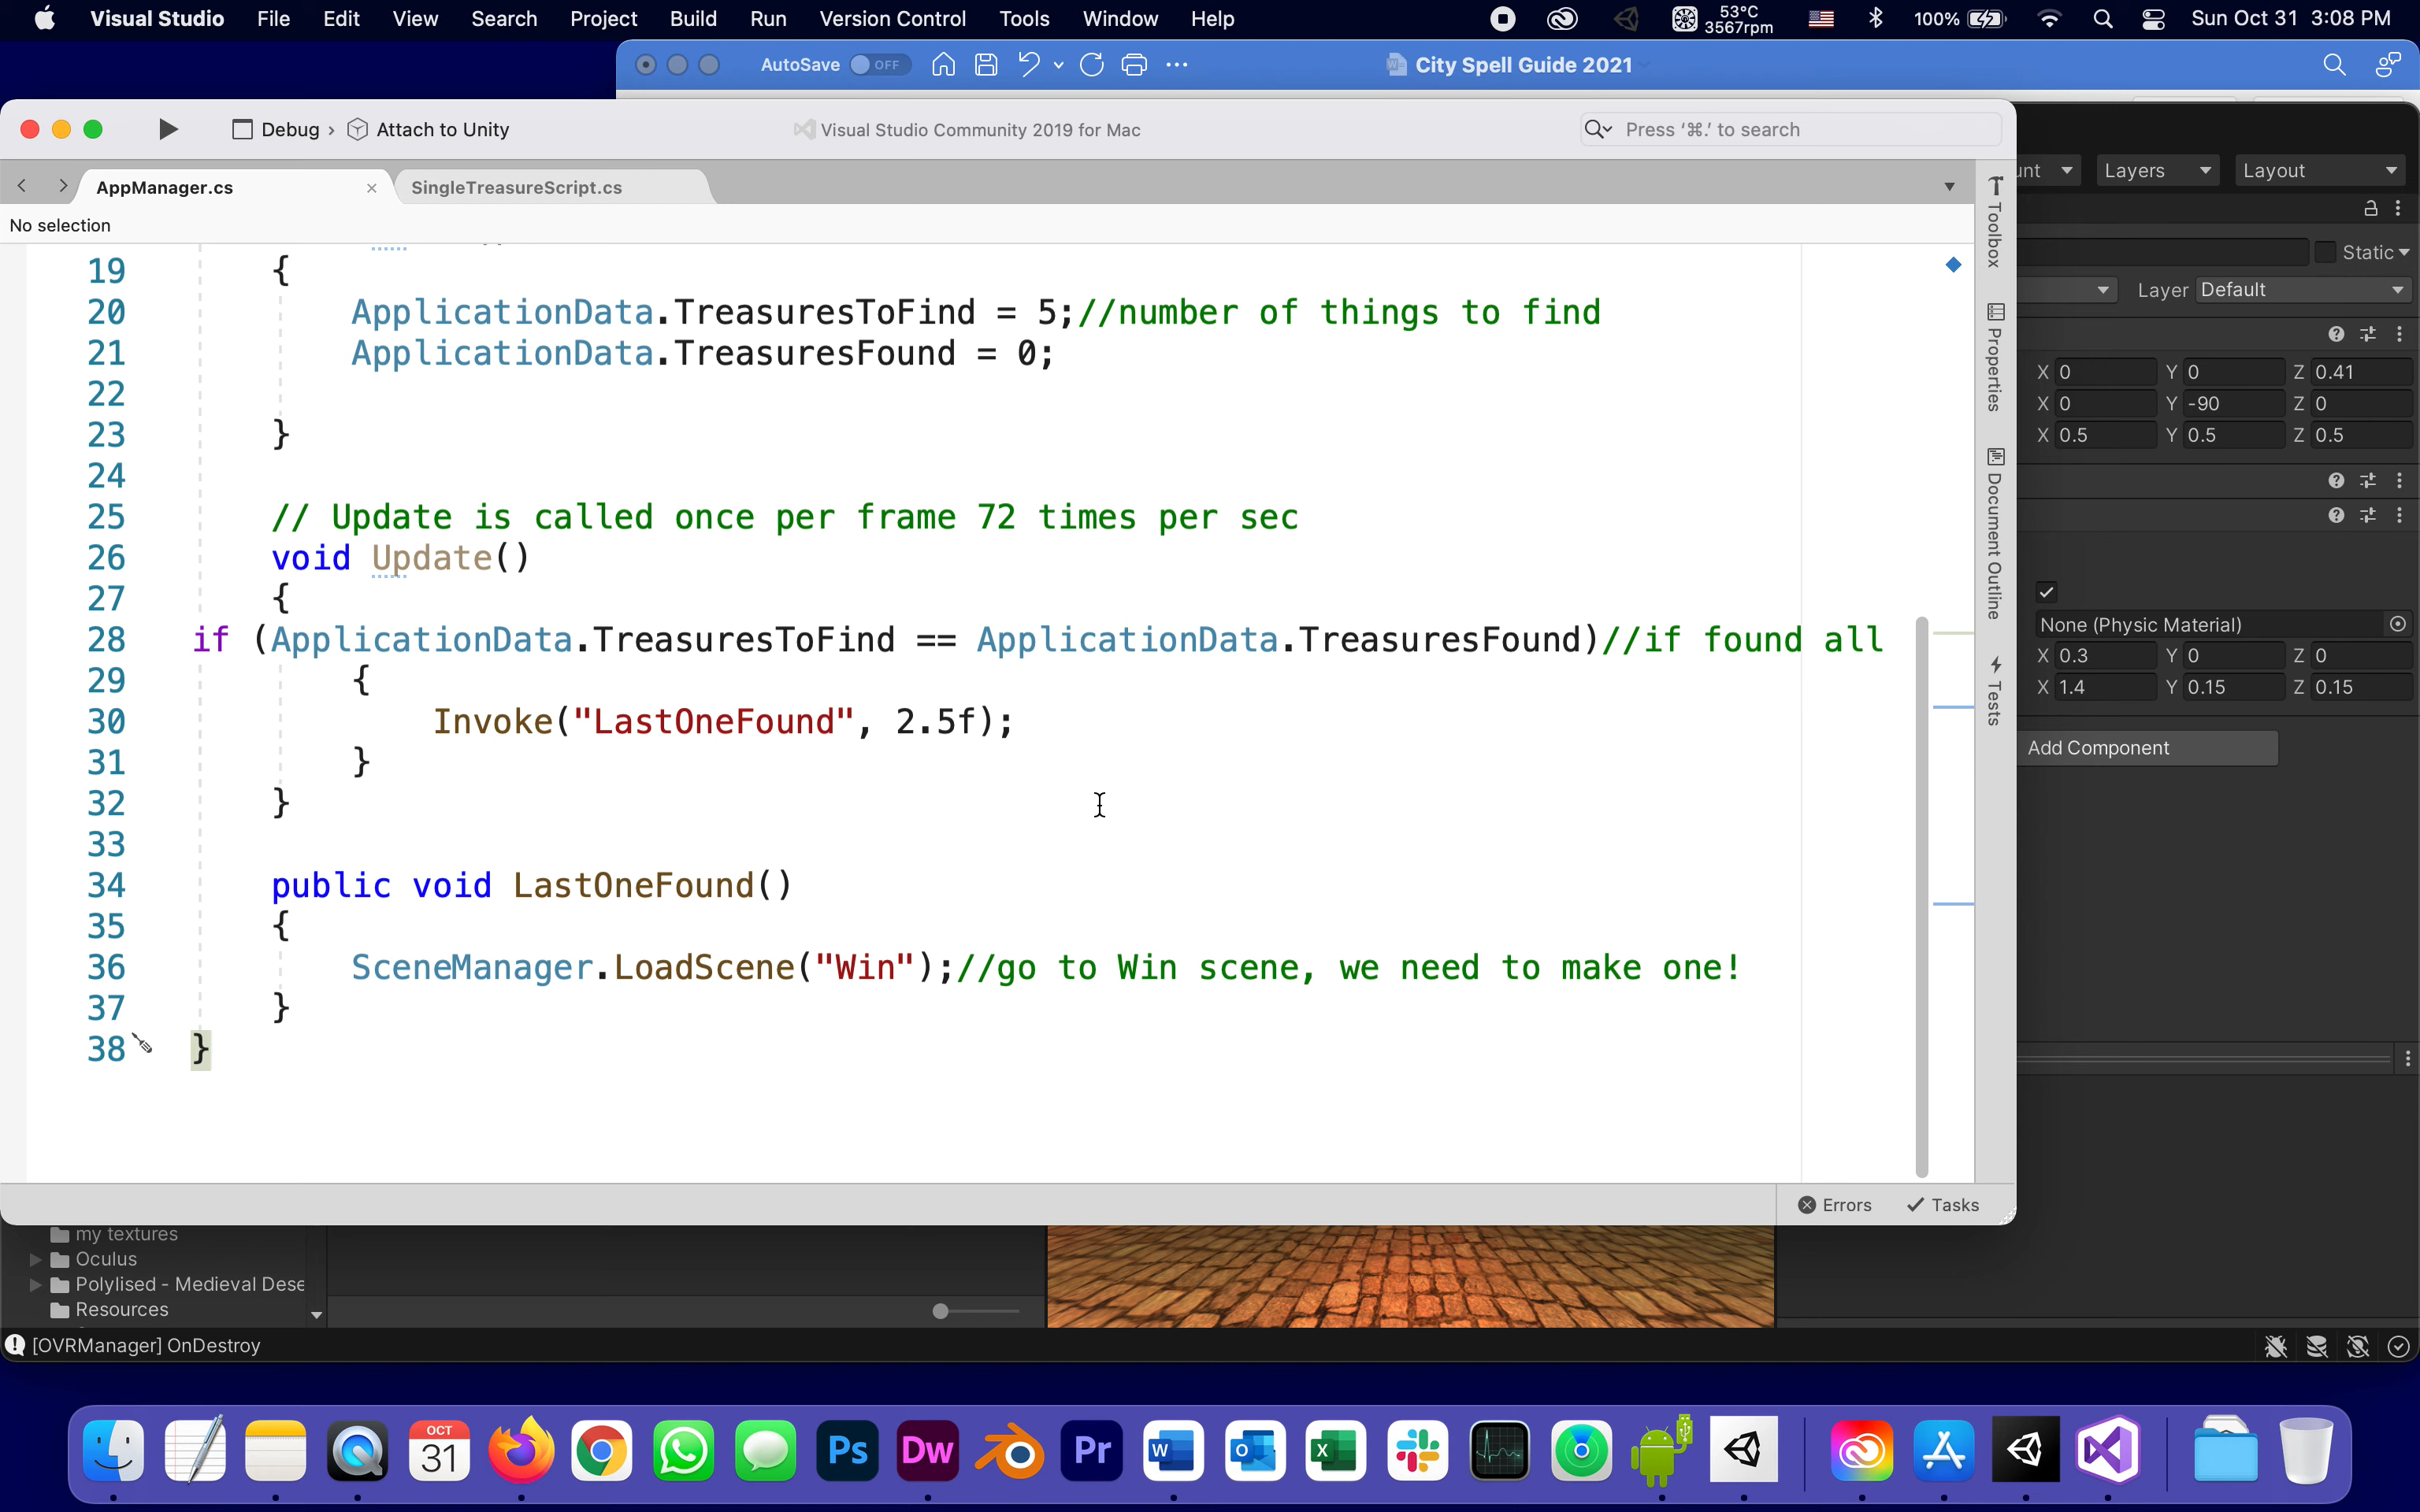 Visual Studio File Edit View Search Project Build Run Version Control Tools Window Help 53°C 3567rpm 100% Sun Oct 31 3:08 PM
AutoSave OFF City Spell Guide 2021
Debug › Attach to Unity Visual Studio Community 2019 for Mac Press '⌘.' to search
AppManager.cs × SingleTreasureScript.cs
No selection
19 {
20 ApplicationData.TreasuresToFind = 5;//number of things to find
21 ApplicationData.TreasuresFound = 0;
22
23 }
24
25 // Update is called once per frame 72 times per sec
26 void Update()
27 {
28 if (ApplicationData.TreasuresToFind == ApplicationData.TreasuresFound)//if found all
29 {
30 Invoke("LastOneFound", 2.5f);
31 }
32 }
33
34 public void LastOneFound()
35 {
36 SceneManager.LoadScene("Win");//go to Win scene, we need to make one!
37 }
38 }
Errors Tasks
Toolbox
Properties
Document Outline
Tests
unt Layers Layout
Static
Layer Default
X 0 Y 0 Z 0.41
X 0 Y -90 Z 0
X 0.5 Y 0.5 Z 0.5
None (Physic Material)
X 0.3 Y 0 Z 0
X 1.4 Y 0.15 Z 0.15
Add Component
my textures
Oculus
Polylised - Medieval Dese
Resources
[OVRManager] OnDestroy
OCT
31
Ps Dw Pr W O X